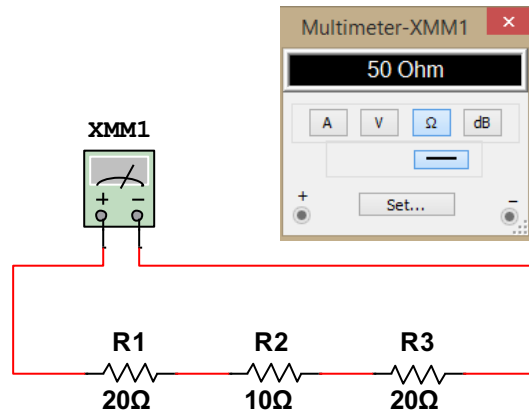 Multimeter-XMM1
×
50 Ohm
A V Ω dB
+ Set... −
XMM1
+ −
R1 R2 R3
20Ω 10Ω 20Ω